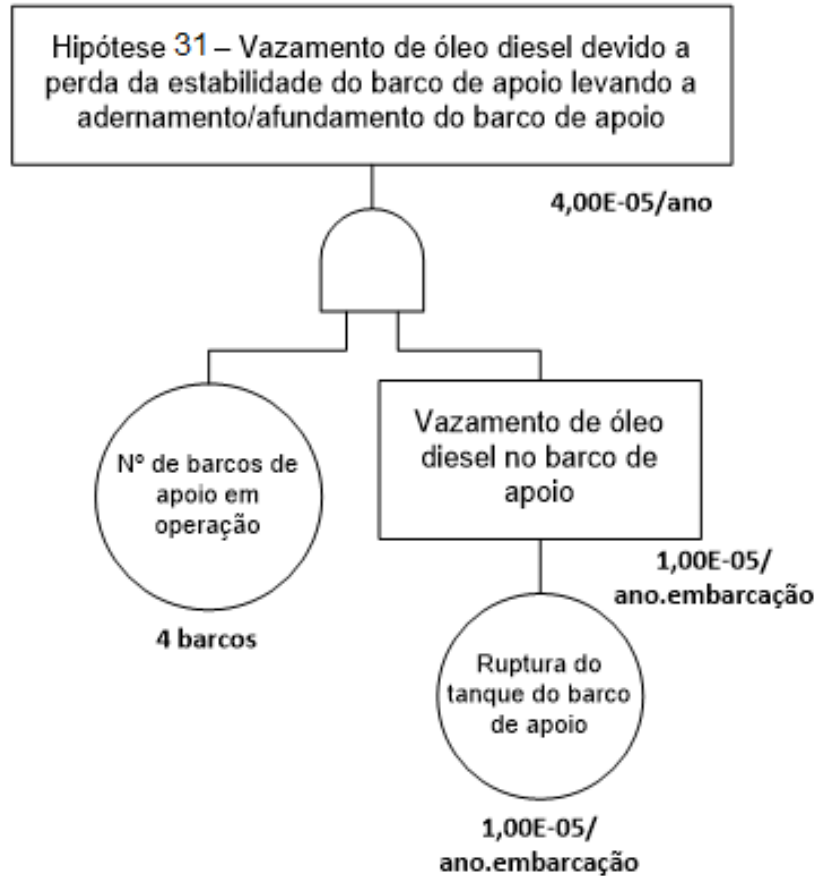 Hipótese 31 – Vazamento de óleo diesel devido a
perda da estabilidade do barco de apoio levando a
adernamento/afundamento do barco de apoio
4,00E-05/ano
Nº de barcos de
apoio em
operação
4 barcos
Vazamento de óleo
diesel no barco de
apoio
1,00E-05/
ano.embarcação
Ruptura do
tanque do barco
de apoio
1,00E-05/
ano.embarcação